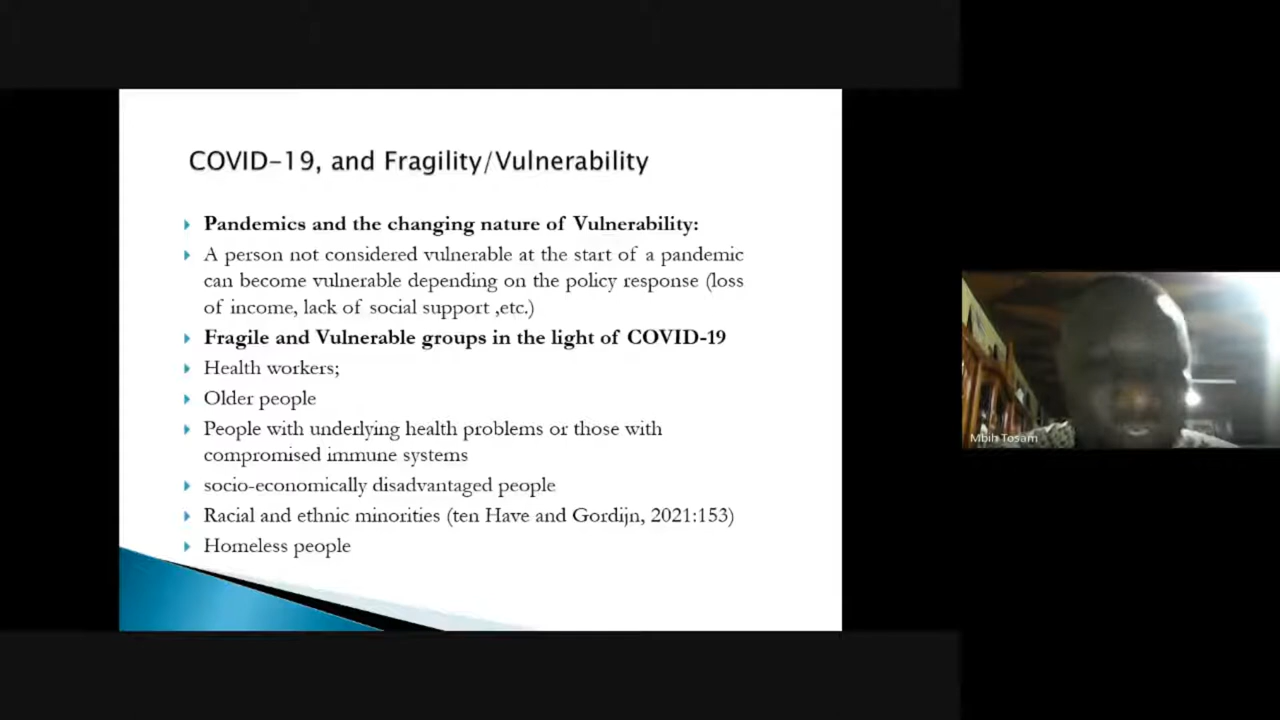 COVID-19, and Fragility/Vulnerability
Pandemics and the changing nature of Vulnerability:
A person not considered vulnerable at the start of a pandemic
can become vulnerable depending on the policy response (loss
of income, lack of social support ,etc.)
Fragile and Vulnerable groups in the light of COVID-19
Health workers;
Older people
People with underlying health problems or those with
compromised immune systems
socio-economically disadvantaged people
Racial and ethnic minorities (ten Have and Gordijn, 2021:153)
Homeless people
Mbih Tosam